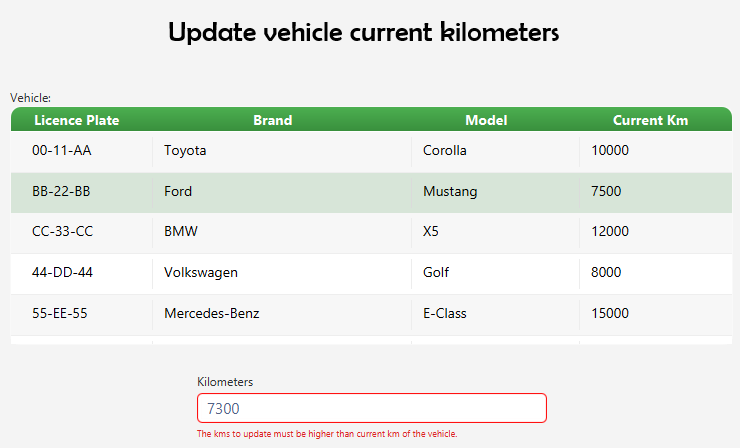 Update vehicle current kilometers
Vehicle:
Licence Plate Brand Model Current Km
00-11-AA Toyota Corolla 10000
BB-22-BB Ford Mustang 7500
CC-33-CC BMW X5 12000
44-DD-44 Volkswagen Golf 8000
55-EE-55 Mercedes-Benz E-Class 15000
Kilometers
7300
The kms to update must be higher than current km of the vehicle.